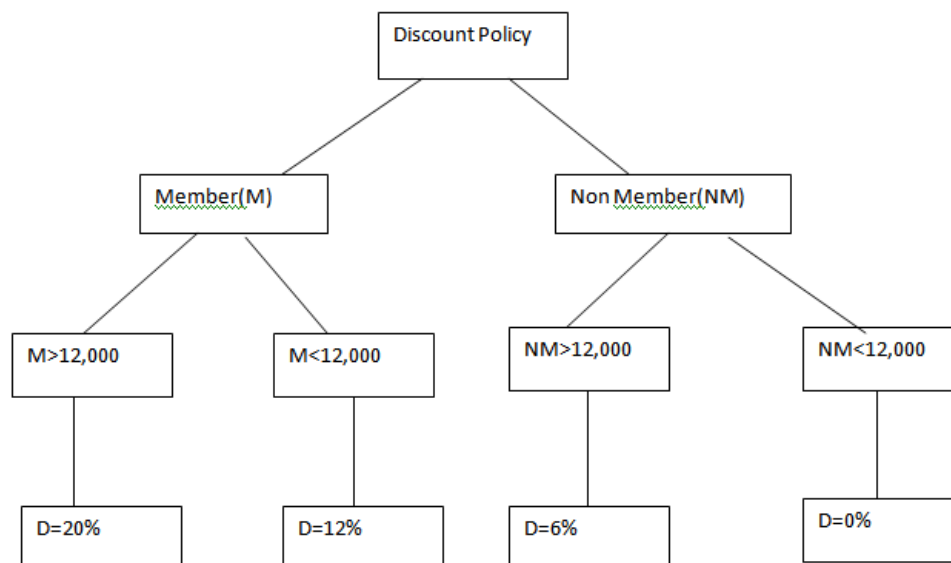 Discount Policy
Member(M)
Non Member(NM)
M>12,000
M<12,000
NM>12,000
NM<12,000
D=20%
D=12%
D=6%
D=0%